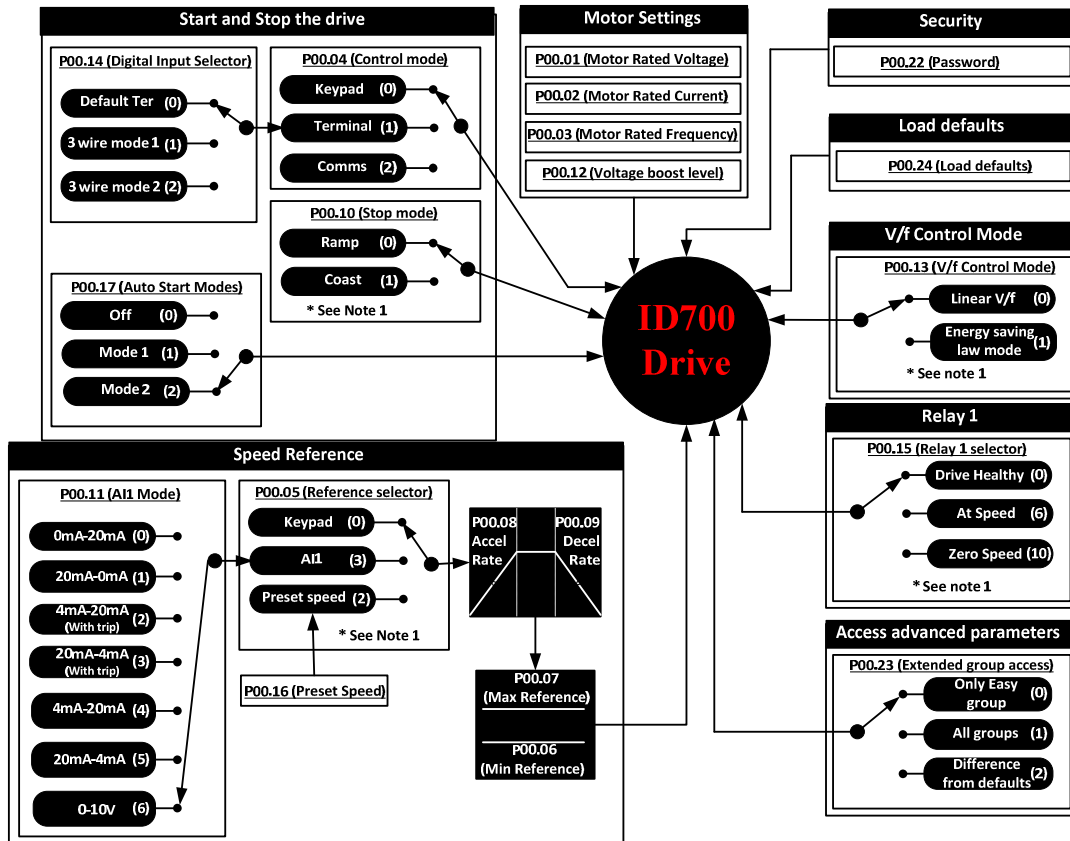 Start and Stop the drive
P00.14 (Digital Input Selector)
Default Ter (0)
3 wire mode 1 (1)
3 wire mode 2 (2)
P00.04 (Control mode)
Keypad (0)
Terminal (1)
Comms (2)
P00.10 (Stop mode)
Ramp (0)
Coast (1)
* See Note 1
P00.17 (Auto Start Modes)
Off (0)
Mode 1 (1)
Mode 2 (2)
Motor Settings
P00.01 (Motor Rated Voltage)
P00.02 (Motor Rated Current)
P00.03 (Motor Rated Frequency)
P00.12 (Voltage boost level)
ID700
Drive
Security
P00.22 (Password)
Load defaults
P00.24 (Load defaults)
V/f Control Mode
P00.13 (V/f Control Mode)
Linear V/f (0)
Energy saving
law mode (1)
* See note 1
Relay 1
P00.15 (Relay 1 selector)
Drive Healthy (0)
At Speed (6)
Zero Speed (10)
* See note 1
Access advanced parameters
P00.23 (Extended group access)
Only Easy
group (0)
All groups (1)
Difference
from defaults (2)
Speed Reference
P00.11 (AI1 Mode)
0mA-20mA (0)
20mA-0mA (1)
4mA-20mA (2)
(With trip)
20mA-4mA (3)
(With trip)
4mA-20mA (4)
20mA-4mA (5)
0-10V (6)
P00.05 (Reference selector)
Keypad (0)
AI1 (3)
Preset speed (2)
* See Note 1
P00.16 (Preset Speed)
P00.08
Accel
Rate
P00.09
Decel
Rate
P00.07
(Max Reference)
P00.06
(Min Reference)